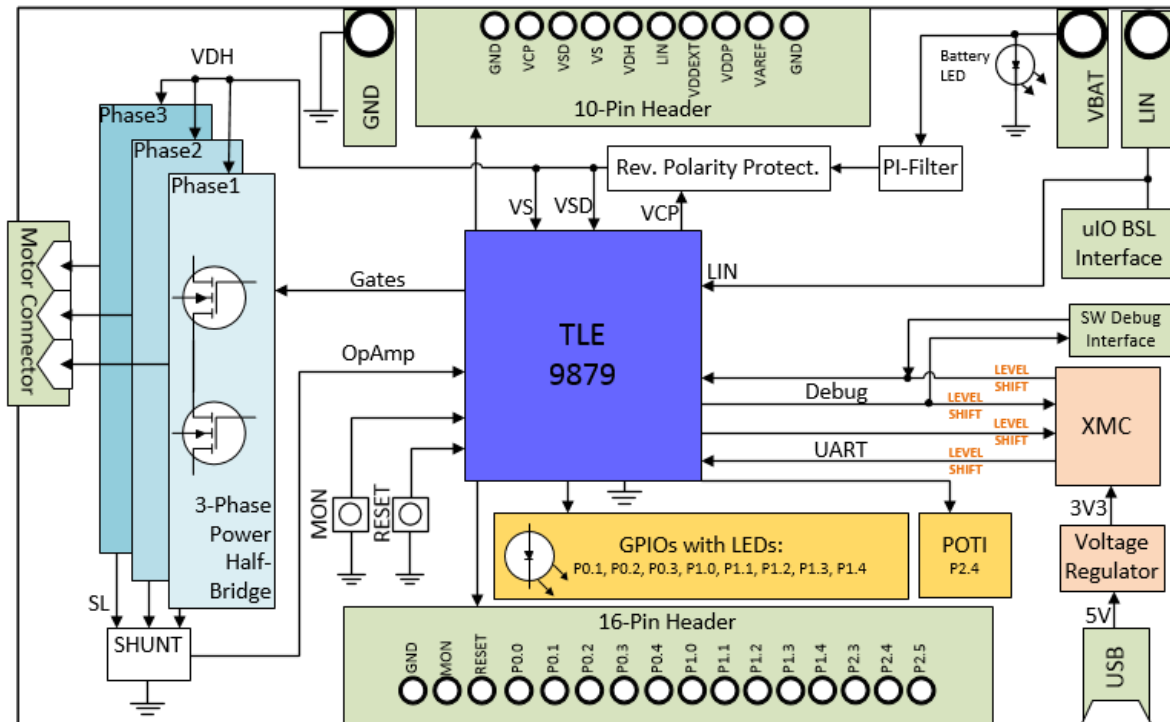 VDH
Phase3
Phase2
Phase1
Motor Connector
3-Phase
Power
Half-
Bridge
SL
SHUNT
GND
GND
VCP
VSD
VS
VDH
LIN
VDDEXT
VDDP
VAREF
GND
10-Pin Header
Battery
LED
VBAT
LIN
Rev. Polarity Protect.
PI-Filter
VS
VSD
VCP
uIO BSL
Interface
LIN
Gates
TLE
9879
OpAmp
SW Debug
Interface
LEVEL
SHIFT
Debug
LEVEL
SHIFT
LEVEL
SHIFT
UART
LEVEL
SHIFT
XMC
MON
RESET
3V3
Voltage
Regulator
5V
USB
GPIOs with LEDs:
P0.1, P0.2, P0.3, P1.0, P1.1, P1.2, P1.3, P1.4
POTI
P2.4
16-Pin Header
GND
MON
RESET
P0.0
P0.1
P0.2
P0.3
P0.4
P1.0
P1.1
P1.2
P1.3
P1.4
P2.3
P2.4
P2.5